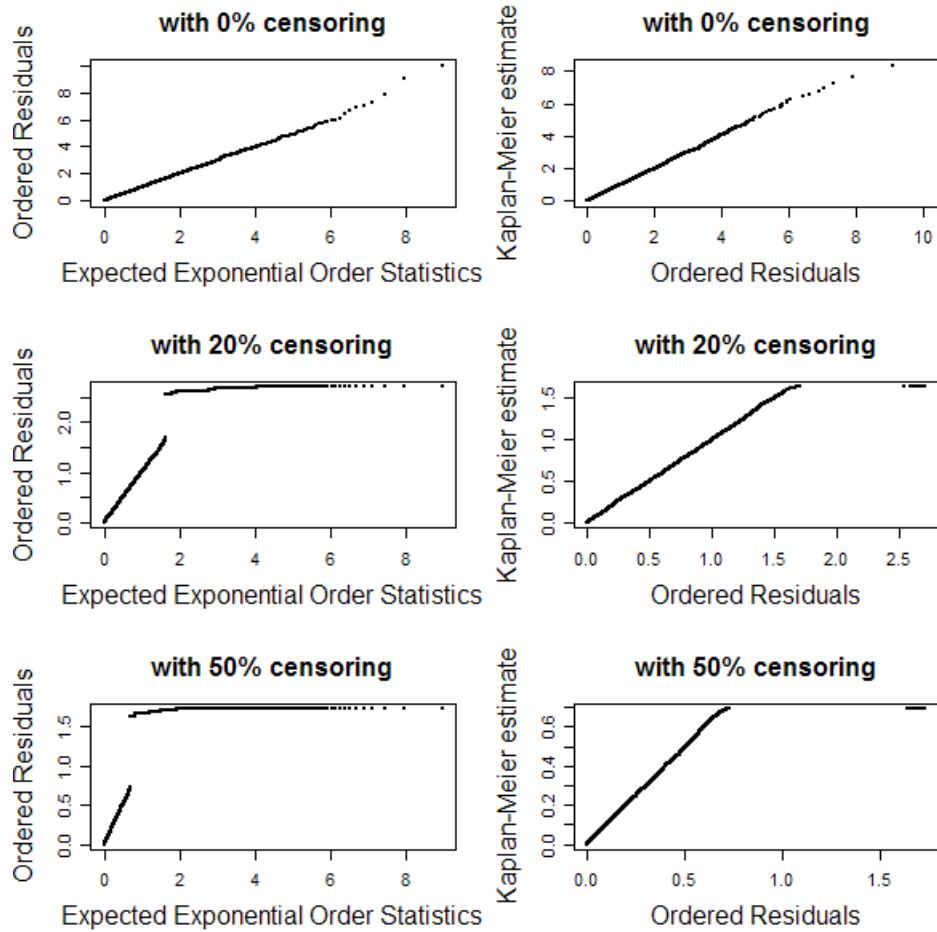 with 0% censoring
Ordered Residuals
0 2 4 6 8
0 2 4 6 8
Expected Exponential Order Statistics
with 0% censoring
Kaplan-Meier estimate
0 2 4 6 8
0 2 4 6 8 10
Ordered Residuals
with 20% censoring
Ordered Residuals
0.0 1.0 2.0
0 2 4 6 8
Expected Exponential Order Statistics
with 20% censoring
Kaplan-Meier estimate
0.0 0.5 1.0 1.5
0.0 0.5 1.0 1.5 2.0 2.5
Ordered Residuals
with 50% censoring
Ordered Residuals
0.0 0.5 1.0 1.5
0 2 4 6 8
Expected Exponential Order Statistics
with 50% censoring
Kaplan-Meier estimate
0.0 0.2 0.4 0.6
0.0 0.5 1.0 1.5
Ordered Residuals